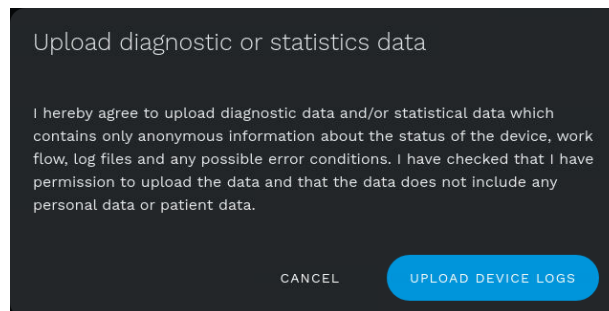 Upload diagnostic or statistics data
I hereby agree to upload diagnostic data and/or statistical data which
contains only anonymous information about the status of the device, work
flow, log files and any possible error conditions. I have checked that I have
permission to upload the data and that the data does not include any
personal data or patient data.
CANCEL UPLOAD DEVICE LOGS